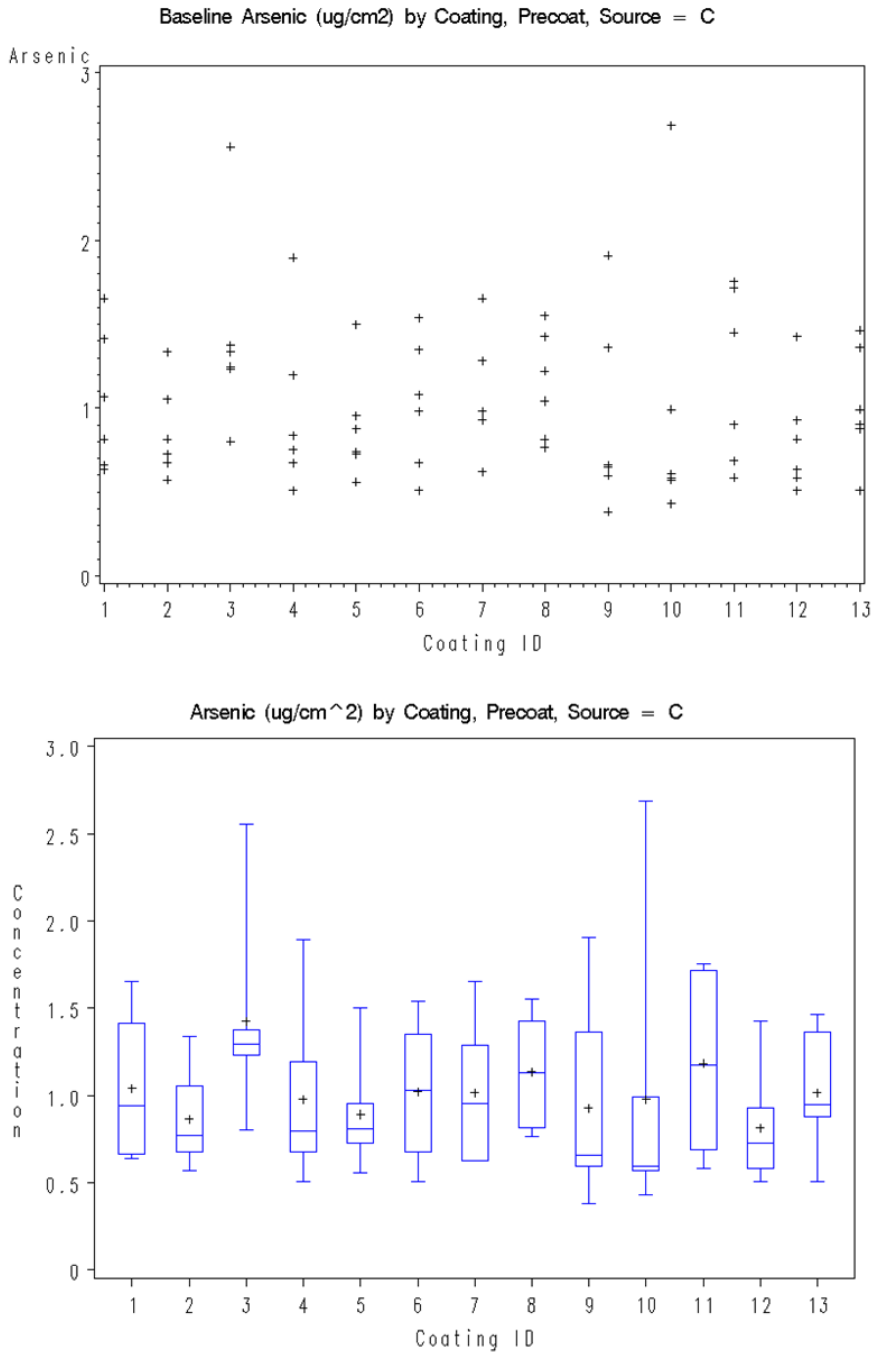 Baseline Arsenic (ug/cm2) by Coating, Precoat, Source = C
Arsenic
3
2
1
0
1 2 3 4 5 6 7 8 9 10 11 12 13
Coating ID
Arsenic (ug/cm^2) by Coating, Precoat, Source = C
3.0
2.5
2.0
Concentration
1.5
1.0
0.5
0
1 2 3 4 5 6 7 8 9 10 11 12 13
Coating ID